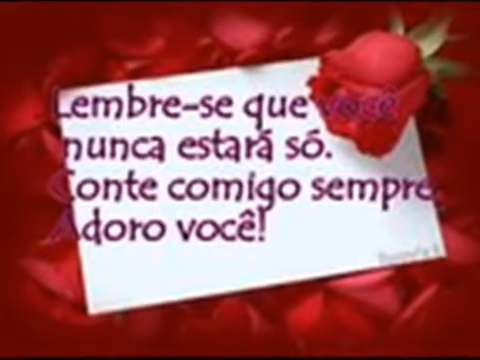 Lembre-se que você
nunca estará só.
Conte comigo sempre.
Adoro você!